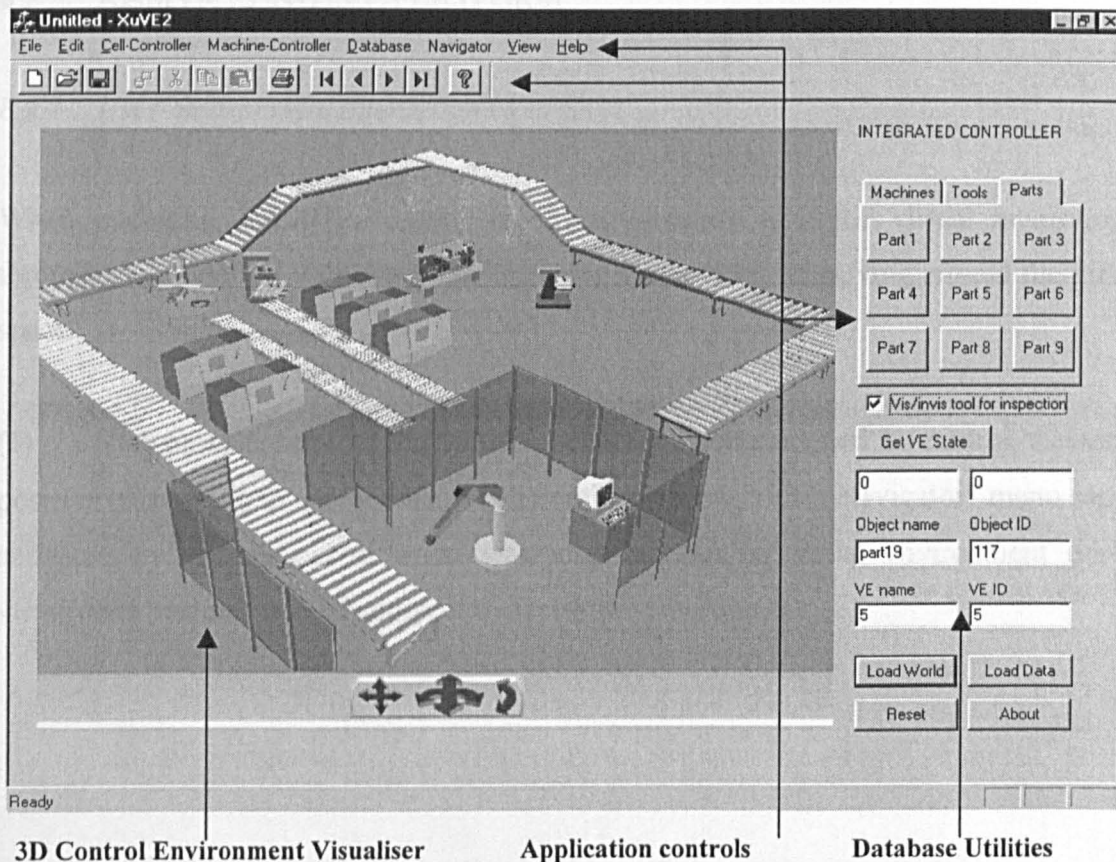 Untitled - XuVE2
File Edit Cell-Controller Machine-Controller Database Navigator View Help
INTEGRATED CONTROLLER
Machines Tools Parts
Part 1 Part 2 Part 3
Part 4 Part 5 Part 6
Part 7 Part 8 Part 9
Vis/invis tool for inspection
Get VE State
0 0
Object name Object ID
part19 117
VE name VE ID
5 5
Load World Load Data
Reset About
Ready
3D Control Environment Visualiser Application controls Database Utilities